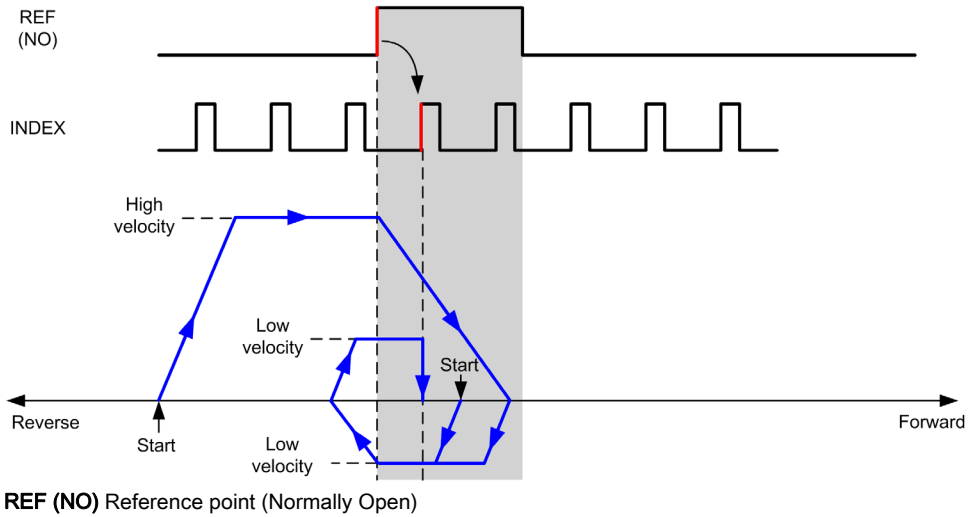 REF
(NO)
INDEX
High
velocity
Low
velocity
Start
Reverse
Forward
Start
Low
velocity
REF (NO) Reference point (Normally Open)